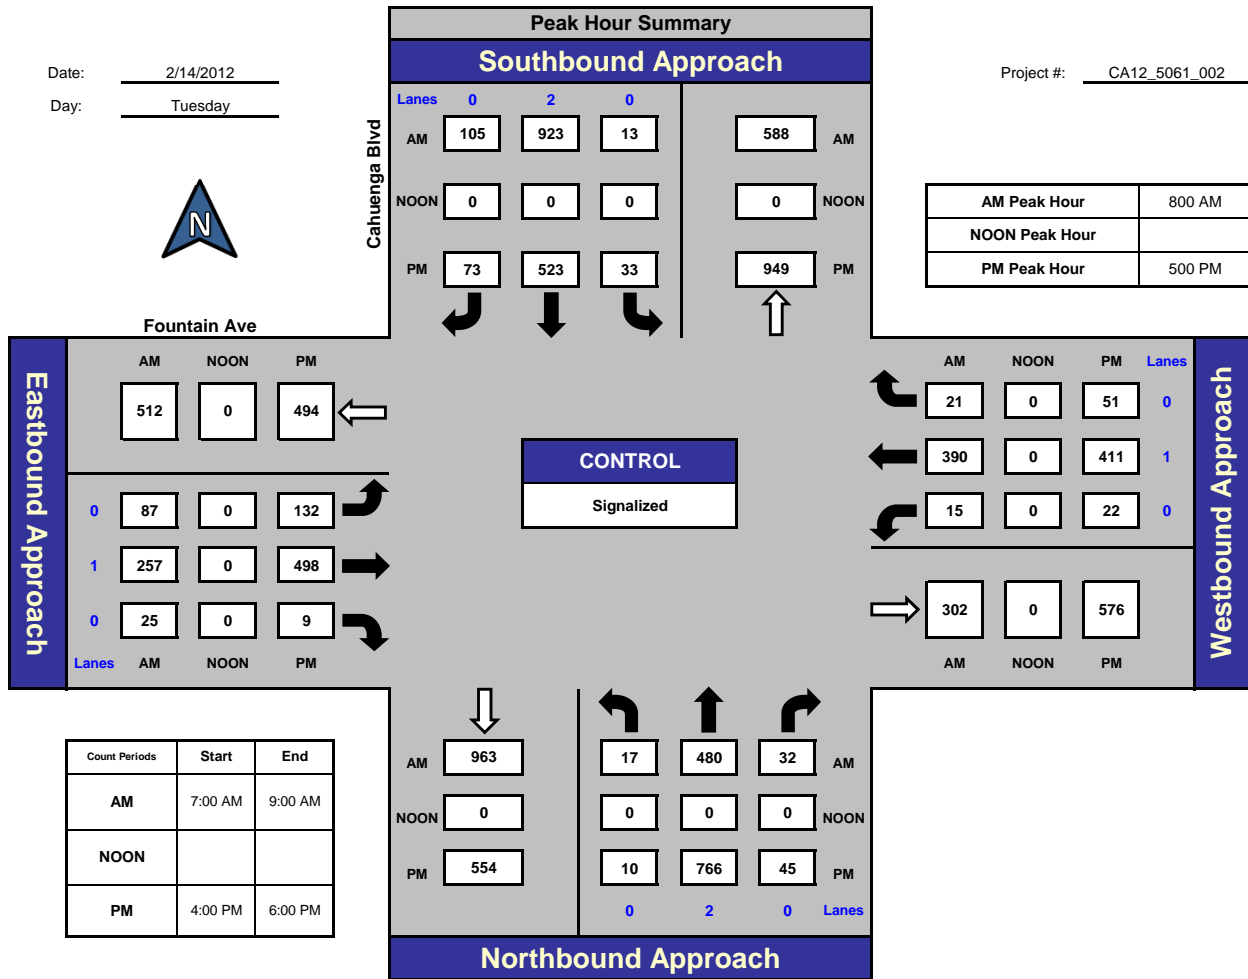 Peak Hour Summary
Southbound Approach
Date: 2/14/2012
Project #: CA12_5061_002
Day: Tuesday
Lanes 0 2 0
Cahuenga Blvd
AM 105 923 13 588 AM
NOON 0 0 0 0 NOON
PM 73 523 33 949 PM
N
AM Peak Hour 800 AM
NOON Peak Hour
PM Peak Hour 500 PM
Fountain Ave
Eastbound Approach
AM NOON PM
512 0 494
0 87 0 132
1 257 0 498
0 25 0 9
Lanes AM NOON PM
CONTROL
Signalized
AM NOON PM Lanes
21 0 51 0
390 0 411 1
15 0 22 0
302 0 576
AM NOON PM
Westbound Approach
Count Periods Start End
AM 7:00 AM 9:00 AM
NOON
PM 4:00 PM 6:00 PM
AM 963 17 480 32 AM
NOON 0 0 0 0 NOON
PM 554 10 766 45 PM
0 2 0 Lanes
Northbound Approach